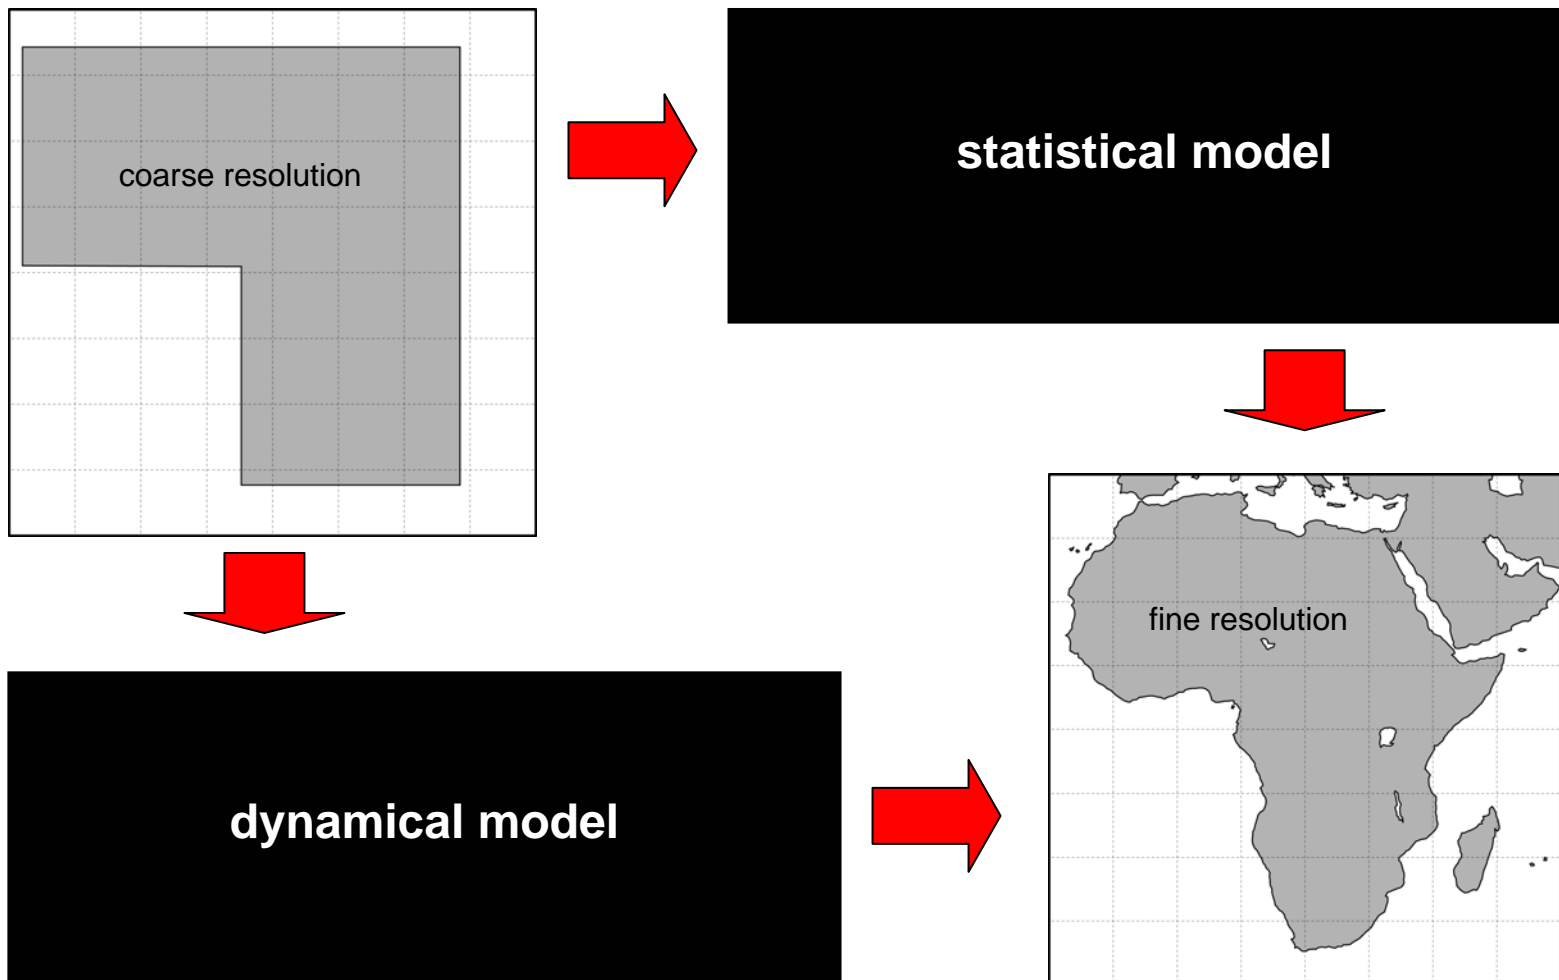 coarse resolution
statistical model
fine resolution
dynamical model